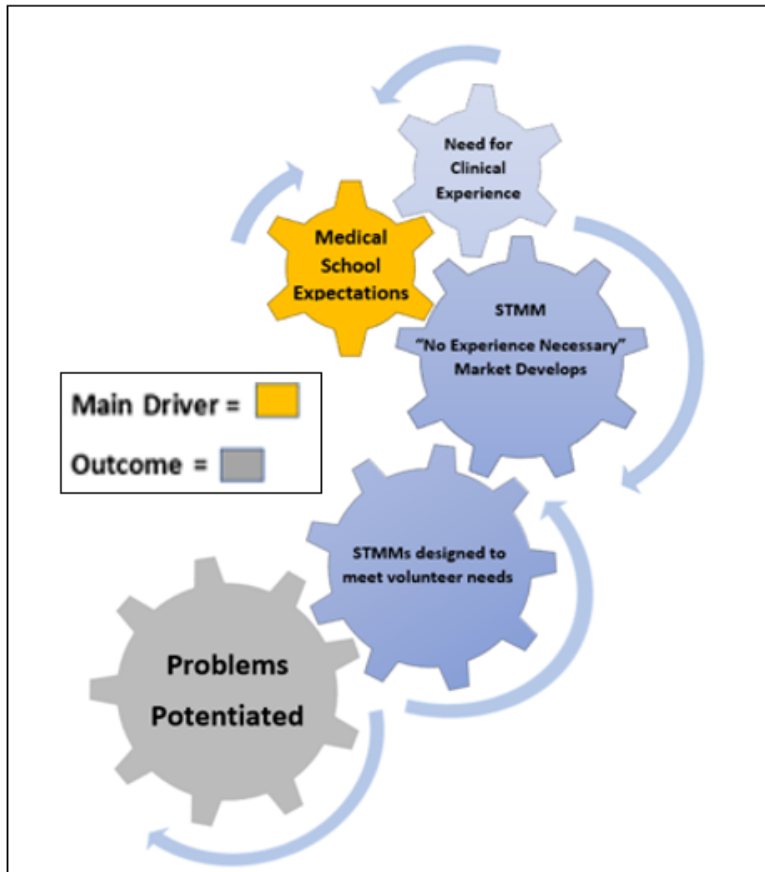 Need for
Clinical
Experience
Medical
School
Expectations
STMM
"No Experience Necessary"
Market Develops
Main Driver =
Outcome =
STMMs designed to
meet volunteer needs
Problems
Potentiated